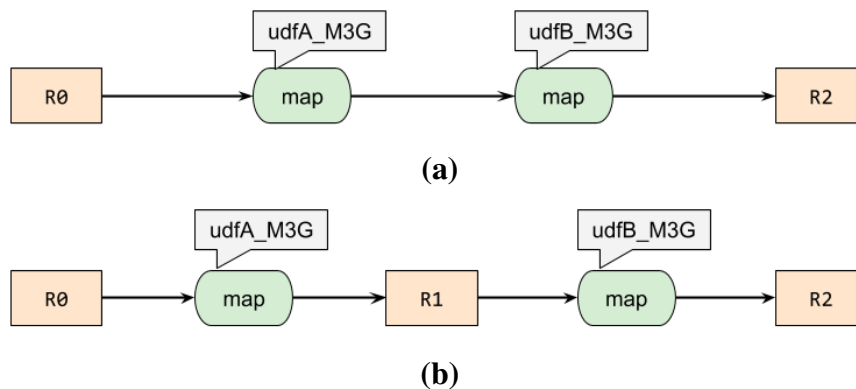 udfA_M3G udfB_M3G
R0 map map R2
(a)
udfA_M3G udfB_M3G
R0 map R1 map R2
(b)